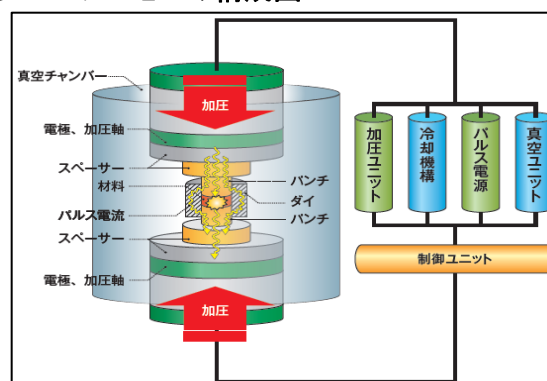 真空チャンバー
加圧
電極、加圧軸
スペーサー
材料
パンチ
ダイ
パルス電流
パンチ
スペーサー
電極、加圧軸
加圧
加圧ユニット
冷却機構
パルス電源
真空ユニット
制御ユニット